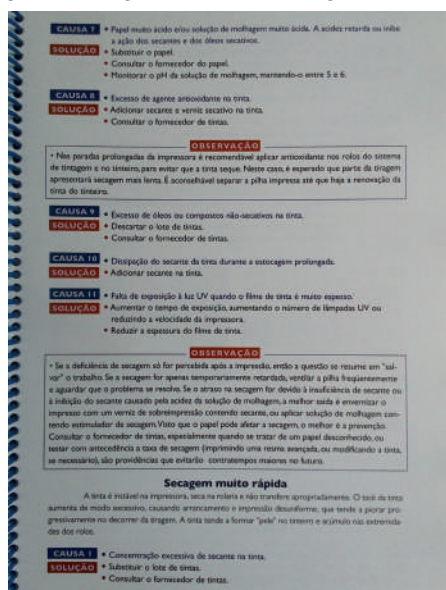 CAUSA 7 • Papel muito ácido e/ou solução de molhagem muito ácida. A acidez retarda ou inibe
a ação dos secantes e dos óleos secativos.
SOLUÇÃO • Substituir o papel.
• Consultar o fornecedor do papel.
• Monitorar o pH da solução de molhagem, mantendo-o entre 5 e 6.
CAUSA 8 • Excesso de agente antioxidante na tinta.
SOLUÇÃO • Adicionar secante e verniz secativo na tinta.
• Consultar o fornecedor de tintas.
OBSERVAÇÃO
• Nas paradas prolongadas da impressora é recomendável aplicar antioxidante nos rolos do sistema
de tintagem e no tinteiro, para evitar que a tinta seque. Neste caso, é esperado que parte da tiragem
apresentará secagem mais lenta. É aconselhável separar a pilha impressa até que haja a renovação da
tinta do tinteiro.
CAUSA 9 • Excesso de óleos ou compostos não-secativos na tinta.
SOLUÇÃO • Descartar o lote de tintas.
• Consultar o fornecedor de tintas.
CAUSA 10 • Dissipação do secante da tinta durante a estocagem prolongada.
SOLUÇÃO • Adicionar secante na tinta.
CAUSA 11 • Falta de exposição à luz UV quando o filme de tinta é muito espesso.
SOLUÇÃO • Aumentar o tempo de exposição, aumentando o número de lâmpadas UV ou
reduzindo a velocidade da impressora.
• Reduzir a espessura do filme de tinta.
OBSERVAÇÃO
• Se a deficiência de secagem só for percebida após a impressão, então a questão se resume em "sal-
var" o trabalho. Se a secagem for apenas temporariamente retardada, ventilar a pilha freqüentemente
e aguardar que o problema se resolva. Se o atraso na secagem for devido à insuficiência de secante ou
à inibição do secante causado pela acidez da solução de molhagem, a melhor saída é envernizar o
impresso com um verniz de sobreimpressão contendo secante, ou aplicar solução de molhagem con-
tendo estimulador da secagem. Visto que o papel pode afetar a secagem, o melhor é a prevenção.
Consultar o fornecedor de tintas, especialmente quando se tratar de um papel desconhecido, ou
testar com antecedência a taxa de secagem (imprimindo uma resma avançada, ou modificando a tinta,
se necessário), são providências que evitarão contratempos maiores no futuro.
Secagem muito rápida
A tinta é instável na impressora, seca na rolaria e não transfere apropriadamente. O tack da tinta
aumenta de modo excessivo, causando arrancamento e impressão desuniforme, que tende a piorar pro-
gressivamente no decorrer da tiragem. A tinta tende a formar "pele" no tinteiro e acúmulo nas extremida-
des dos rolos.
CAUSA 1 • Concentração excessiva de secante na tinta.
SOLUÇÃO • Substituir o lote de tintas.
• Consultar o fornecedor de tintas.